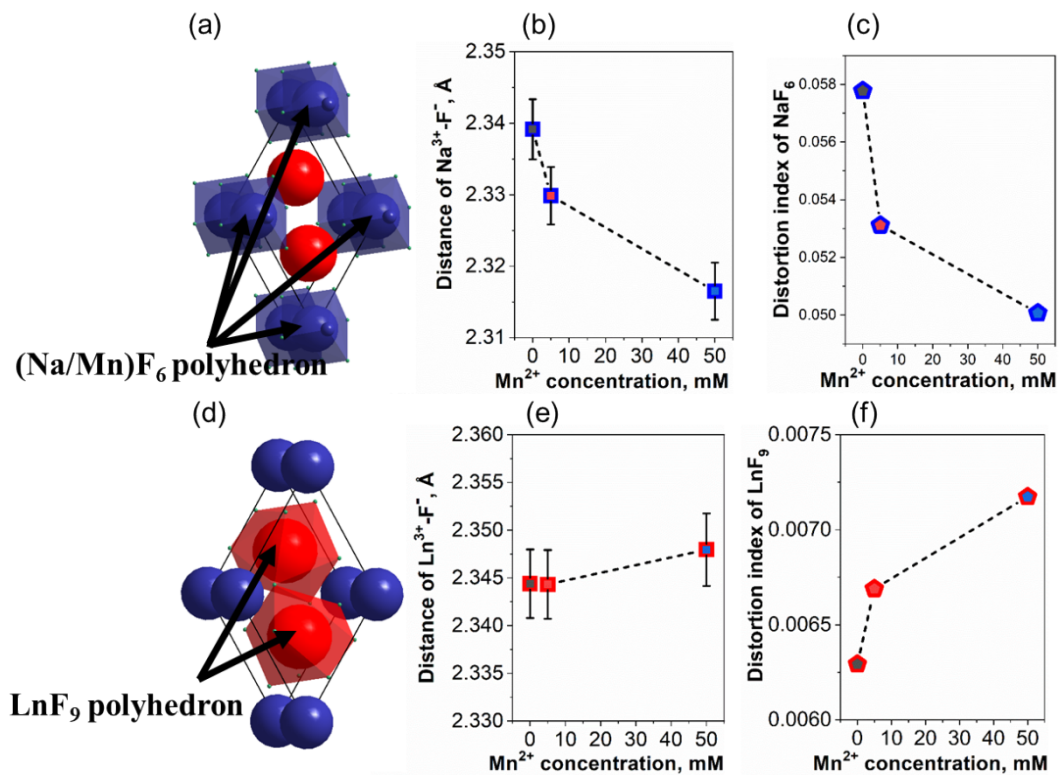 (a)
(Na/Mn)F₆ polyhedron
(b)
Distance of Na³⁺-F⁻, Å
2.35
2.34
2.33
2.32
2.31
0 10 20 30 40 50
Mn²⁺ concentration, mM
(c)
Distortion index of NaF₆
0.058
0.056
0.054
0.052
0.050
0 10 20 30 40 50
Mn²⁺ concentration, mM
(d)
LnF₉ polyhedron
(e)
Distance of Ln³⁺-F⁻, Å
2.360
2.355
2.350
2.345
2.340
2.335
2.330
0 10 20 30 40 50
Mn²⁺ concentration, mM
(f)
Distortion index of LnF₉
0.0075
0.0070
0.0065
0.0060
0 10 20 30 40 50
Mn²⁺ concentration, mM